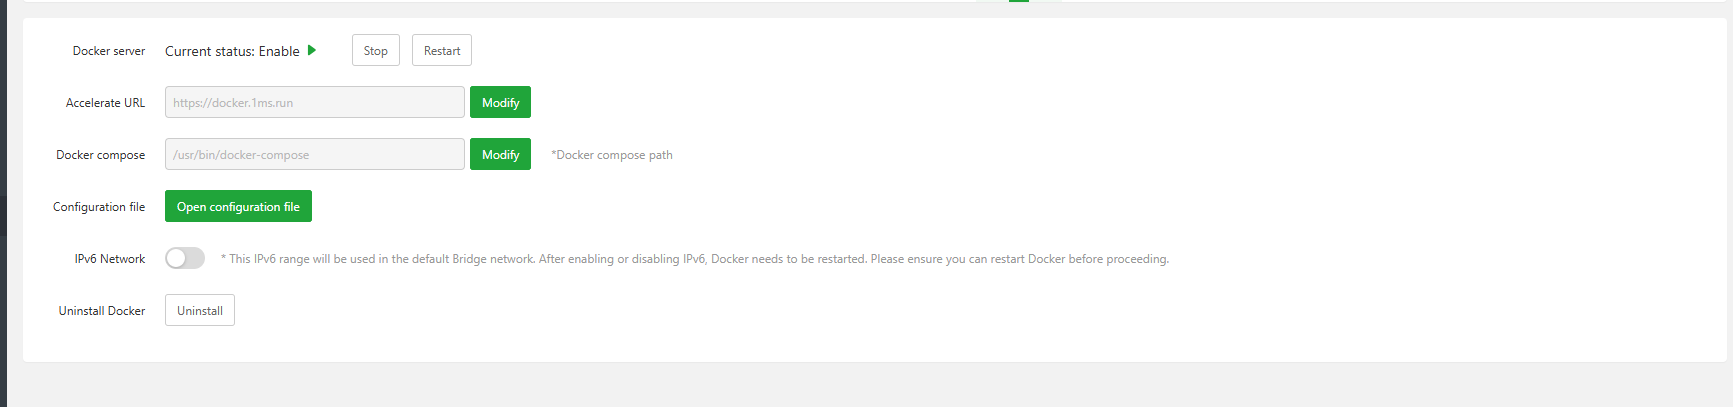 Docker server Current status: Enable Stop Restart
Accelerate URL https://docker.1ms.run Modify
Docker compose /usr/bin/docker-compose Modify *Docker compose path
Configuration file Open configuration file
IPv6 Network * This IPv6 range will be used in the default Bridge network. After enabling or disabling IPv6, Docker needs to be restarted. Please ensure you can restart Docker before proceeding.
Uninstall Docker Uninstall